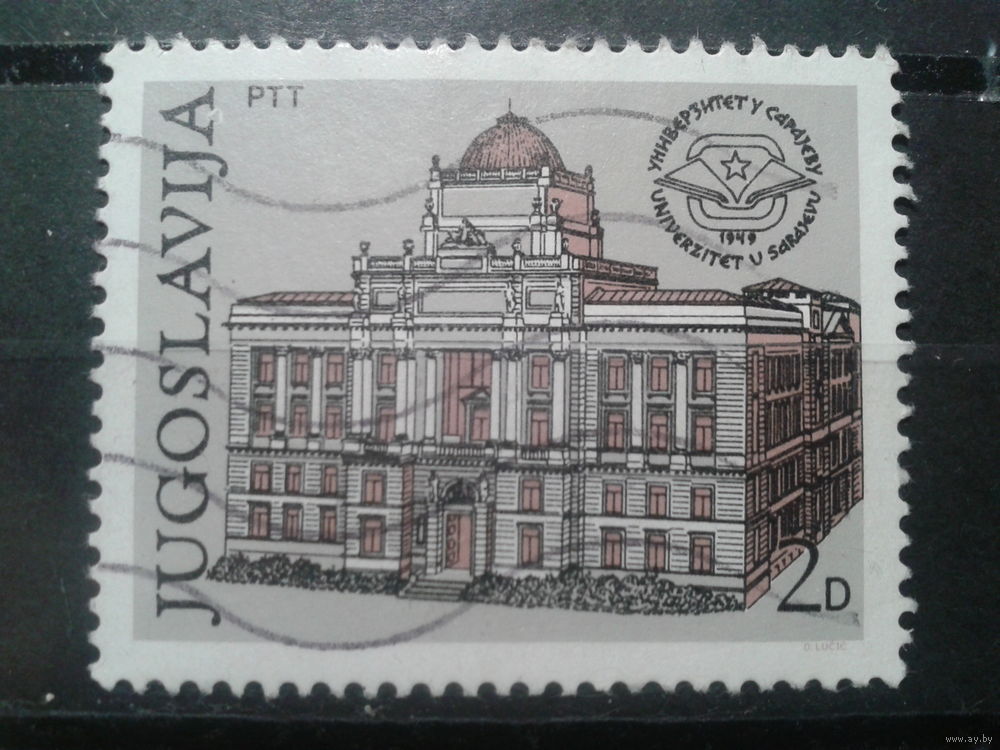 JUGOSLAVIJA
PTT
УНИВЕРЗИТЕТ У САРАЈЕВУ
1949
UNIVERZITET U SARAJEVU
2D
D. LUČIĆ
www.ay.by